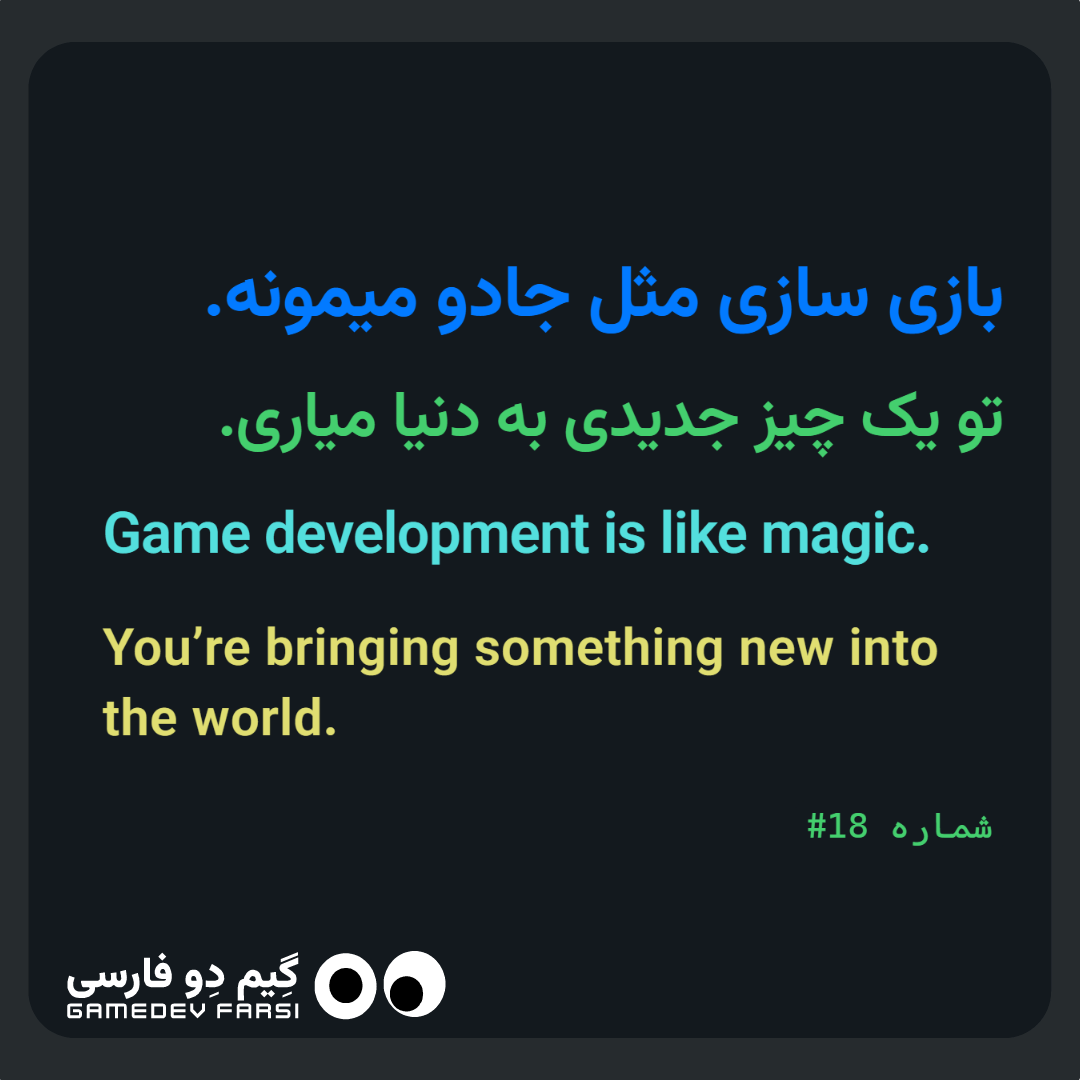 بازی سازی مثل جادو میمونه.
تو یک چیز جدیدی به دنیا میاری.
Game development is like magic.
You’re bringing something new into
the world.
شماره 18#
گِیم دِو فارسی
GAMEDEV FARSI